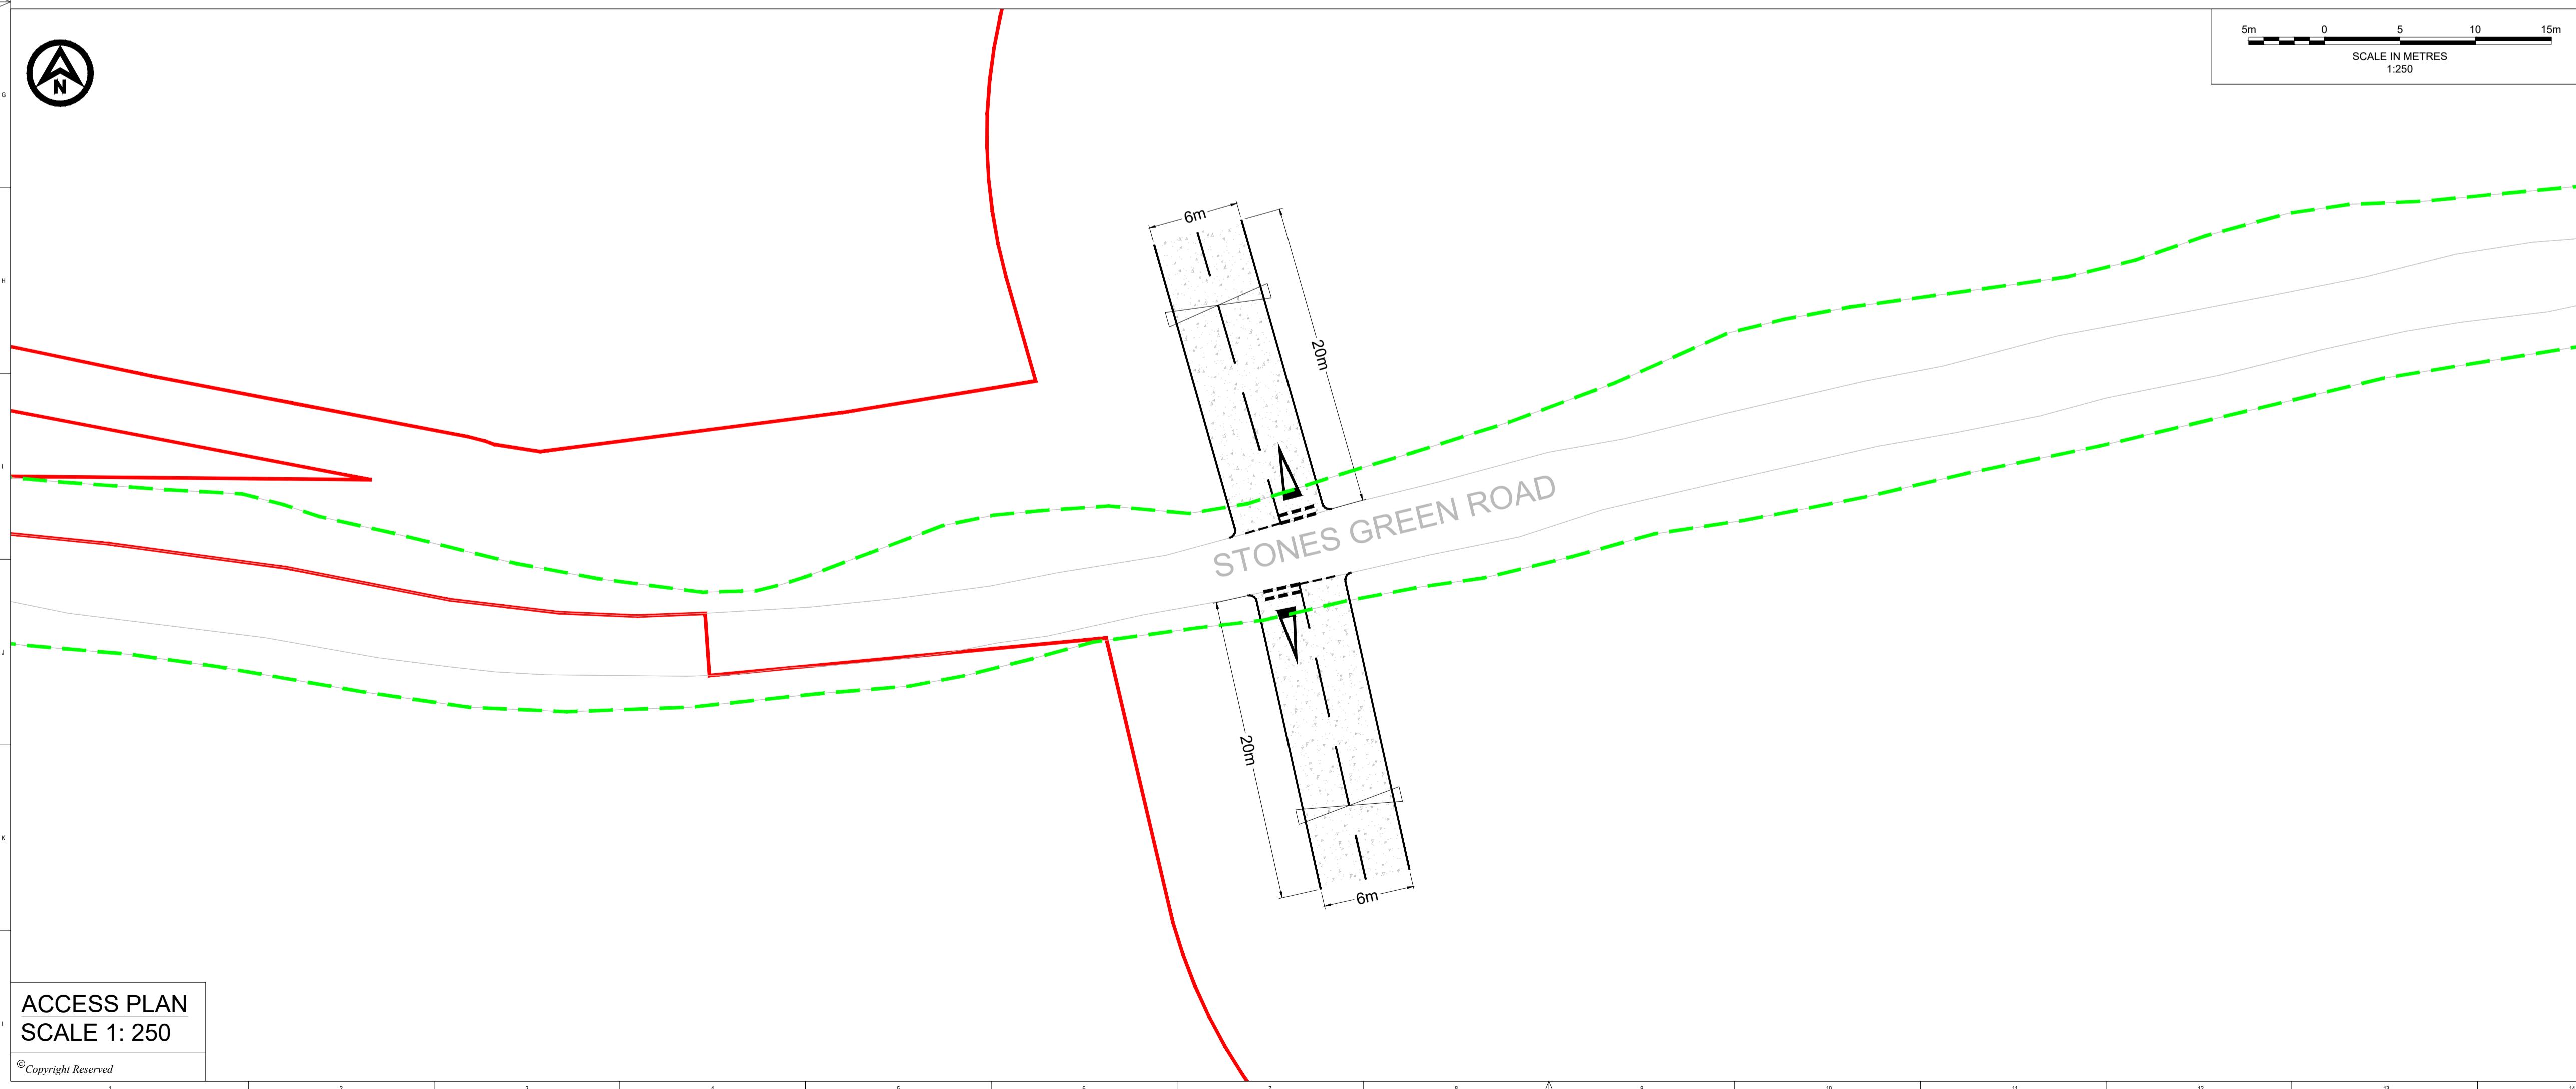 N
5m 0 5 10 15m
SCALE IN METRES
1:250
G
H
I
J
K
L
6m
20m
STONES GREEN ROAD
20m
6m
ACCESS PLAN
SCALE 1: 250
©Copyright Reserved